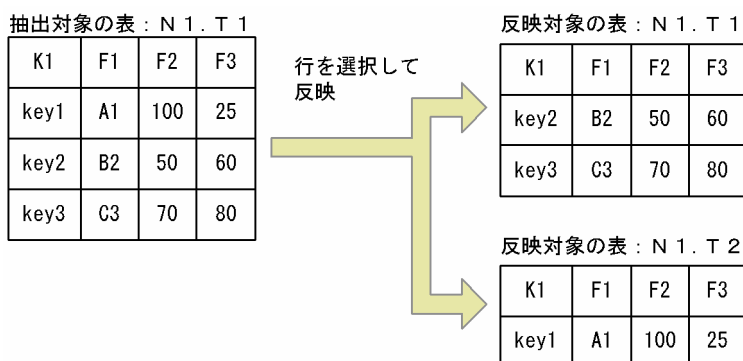 抽出対象の表：Ｎ１．Ｔ１
K1 F1 F2 F3
key1 A1 100 25
key2 B2 50 60
key3 C3 70 80
行を選択して
反映
反映対象の表：Ｎ１．Ｔ１
K1 F1 F2 F3
key2 B2 50 60
key3 C3 70 80
反映対象の表：Ｎ１．Ｔ２
K1 F1 F2 F3
key1 A1 100 25